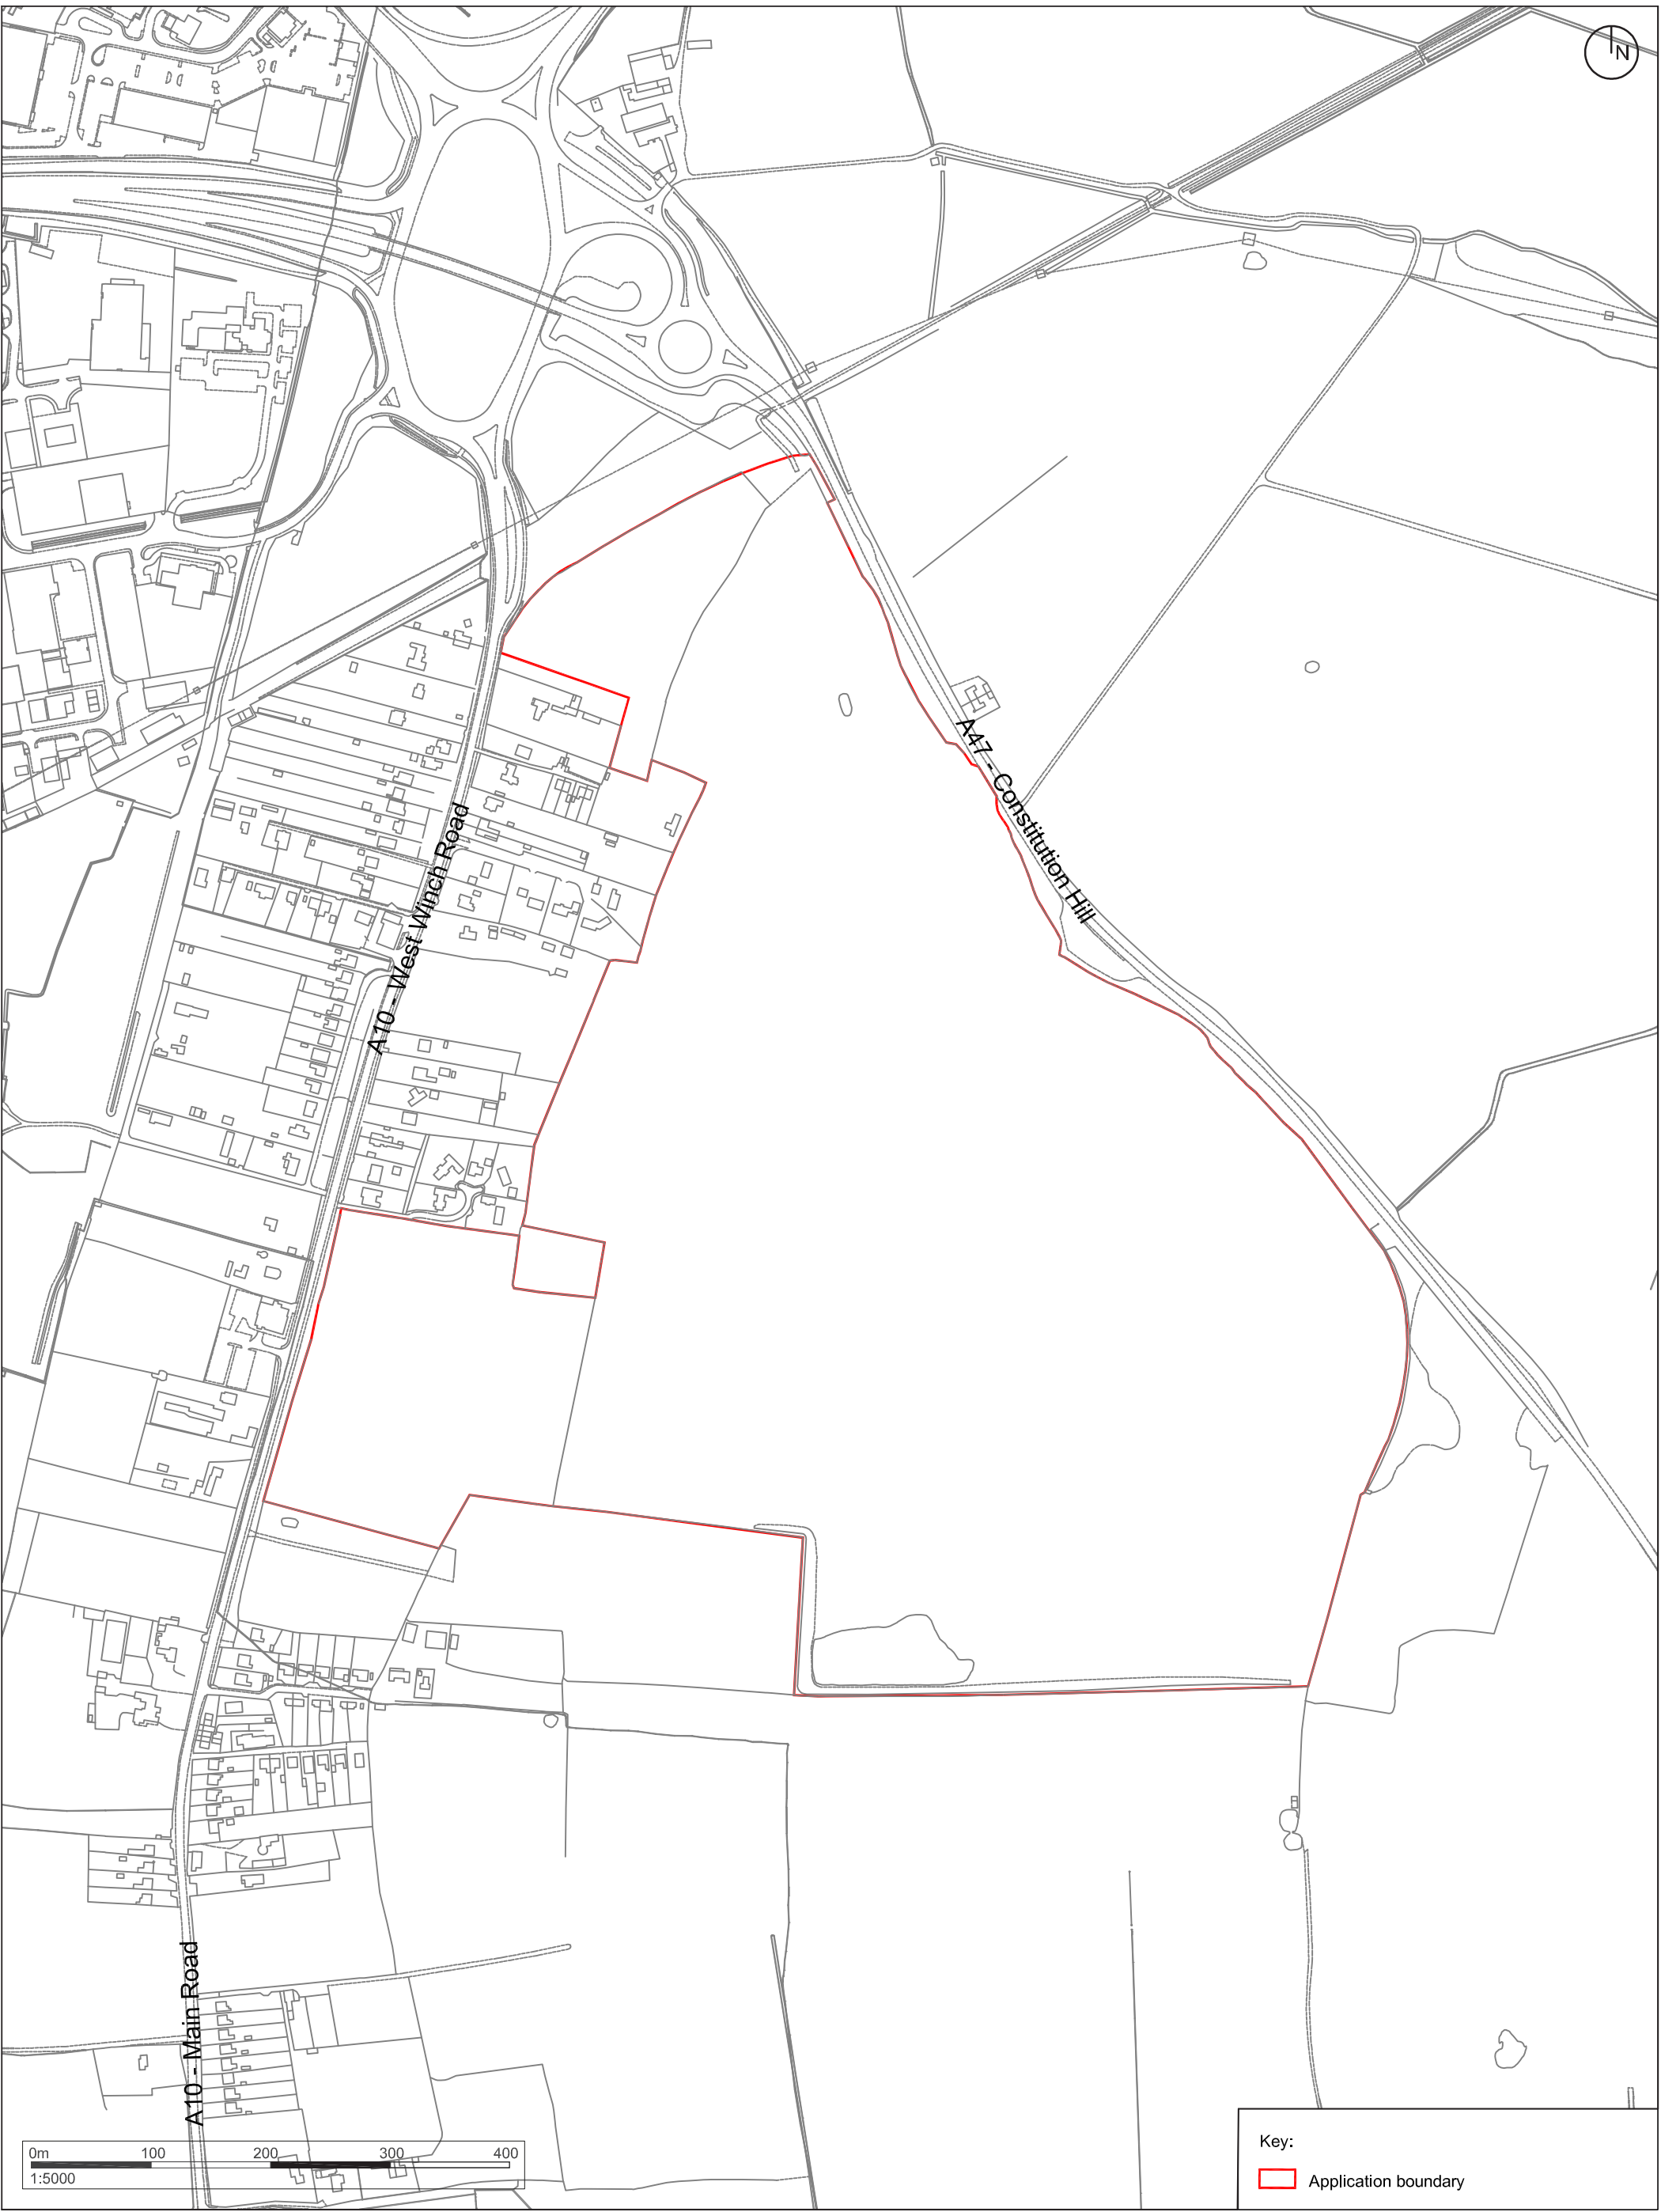 N
A47 - Constitution Hill
A10 - West Winch Road
A10 - Main Road
0m 100 200 300 400
1:5000
Key:
Application boundary